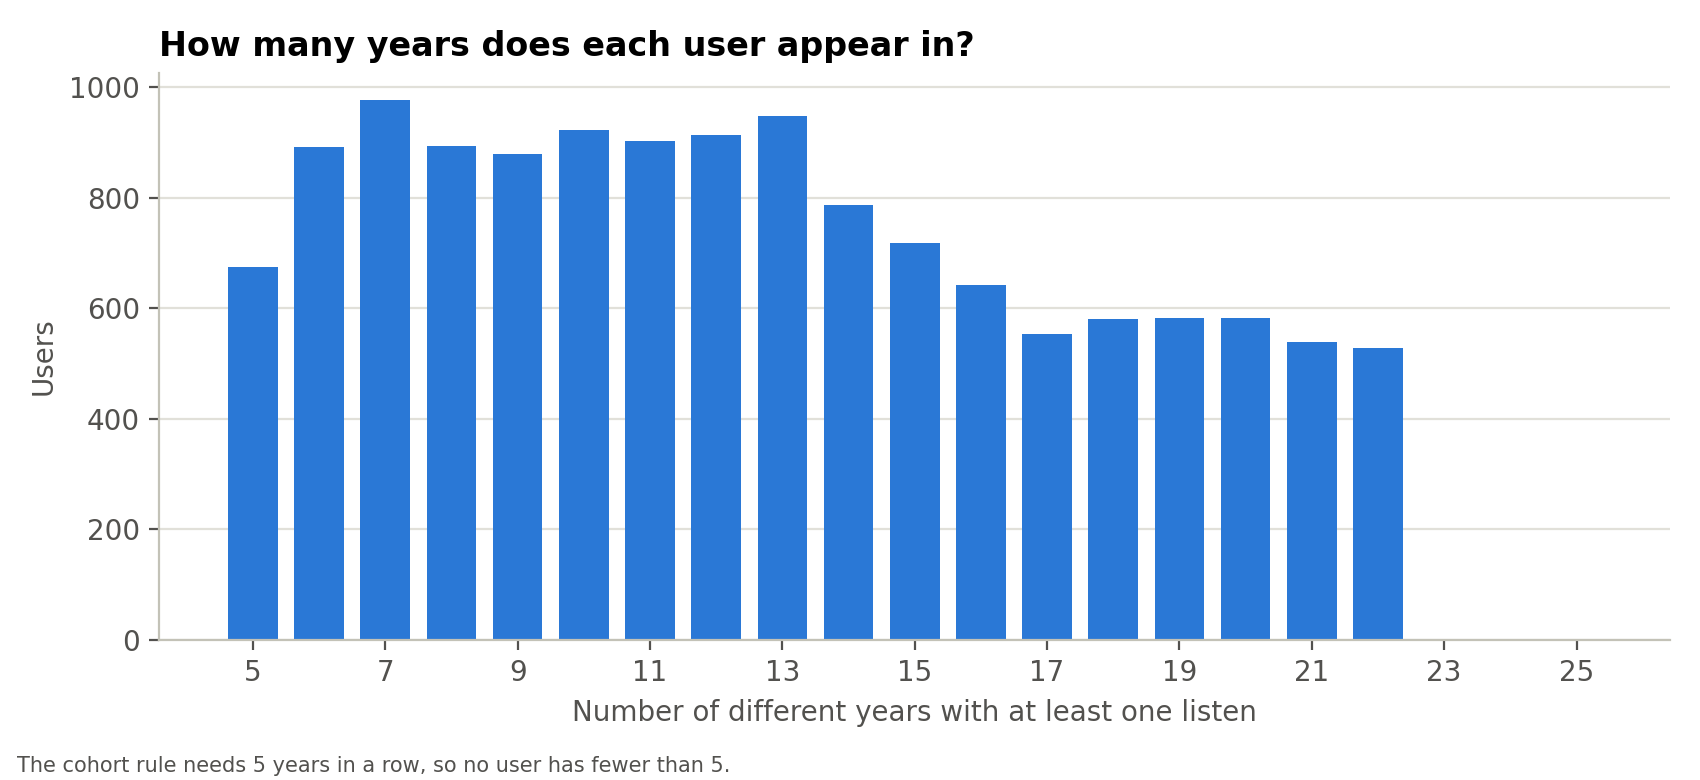 How many years does each user appear in?
1000
800
600
400
200
0
Users
5 7 9 11 13 15 17 19 21 23 25
Number of different years with at least one listen
The cohort rule needs 5 years in a row, so no user has fewer than 5.